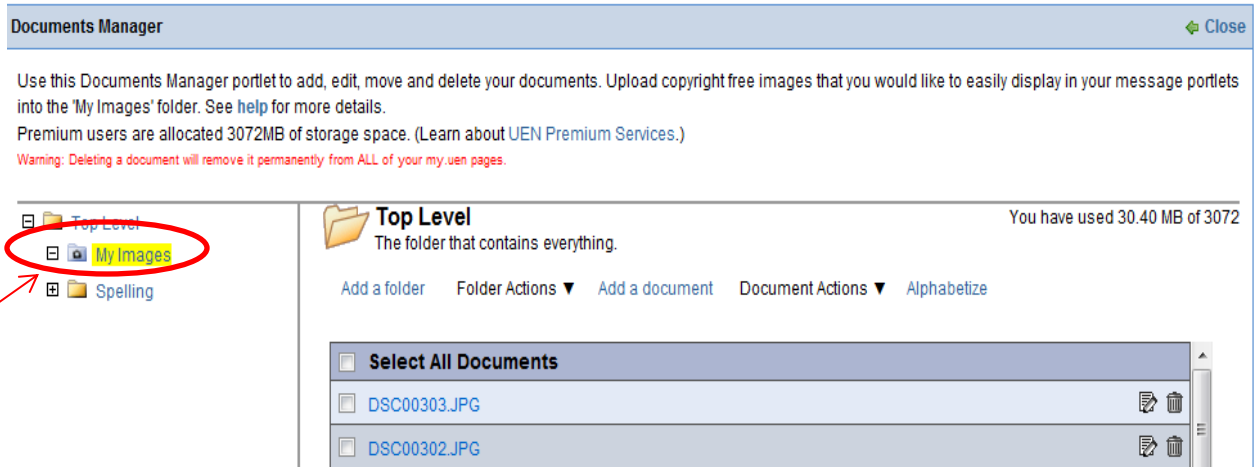 Documents Manager
Close
Use this Documents Manager portlet to add, edit, move and delete your documents. Upload copyright free images that you would like to easily display in your message portlets
into the 'My Images' folder. See help for more details.
Premium users are allocated 3072MB of storage space. (Learn about UEN Premium Services.)
Warning: Deleting a document will remove it permanently from ALL of your my.uen pages.
Top Level
My Images
Spelling
Top Level
You have used 30.40 MB of 3072
The folder that contains everything.
Add a folder Folder Actions ▼ Add a document Document Actions ▼ Alphabetize
Select All Documents
DSC00303.JPG
DSC00302.JPG